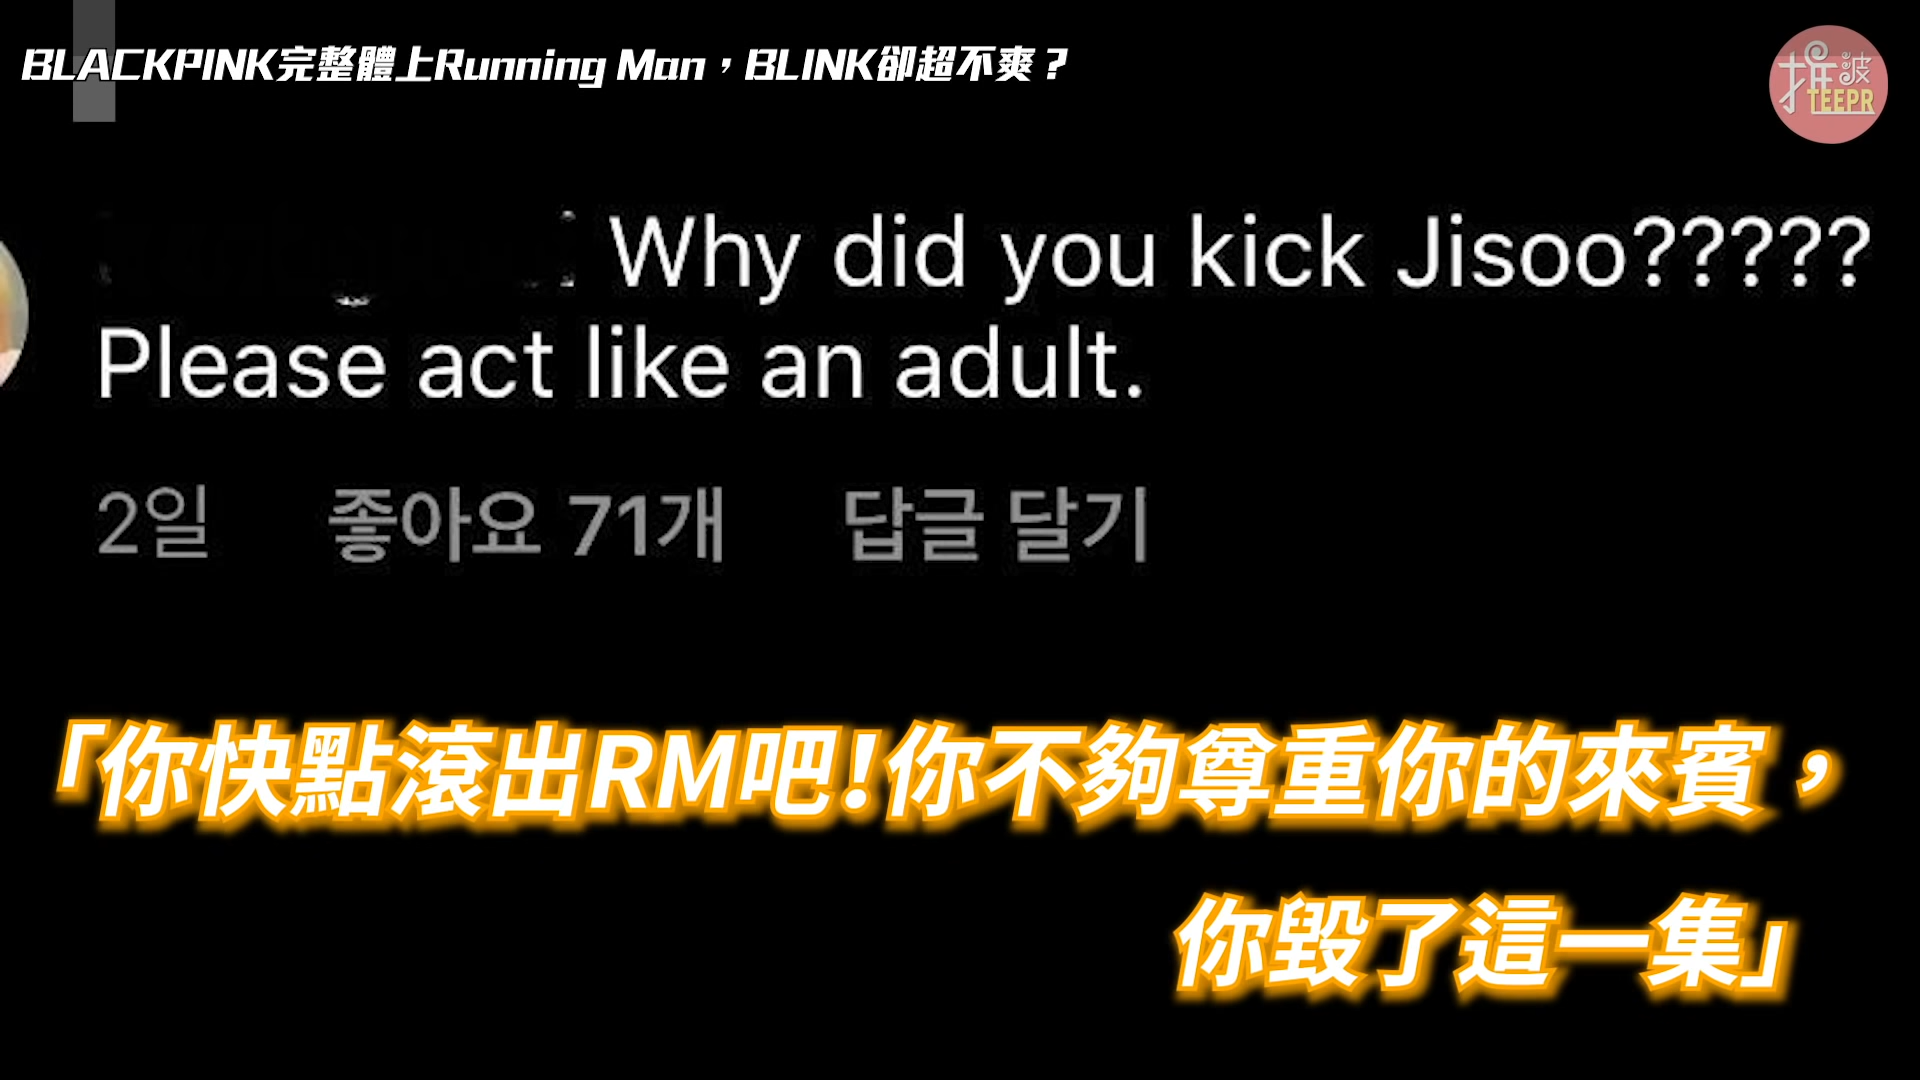 BLACKPINK完整體上Running Man，BLINK卻超不爽？
推波
TEEPR
Why did you kick Jisoo?????
Please act like an adult.
2일 좋아요 71개 답글 달기
「你快點滾出RM吧!你不夠尊重你的來賓，
你毀了這一集」